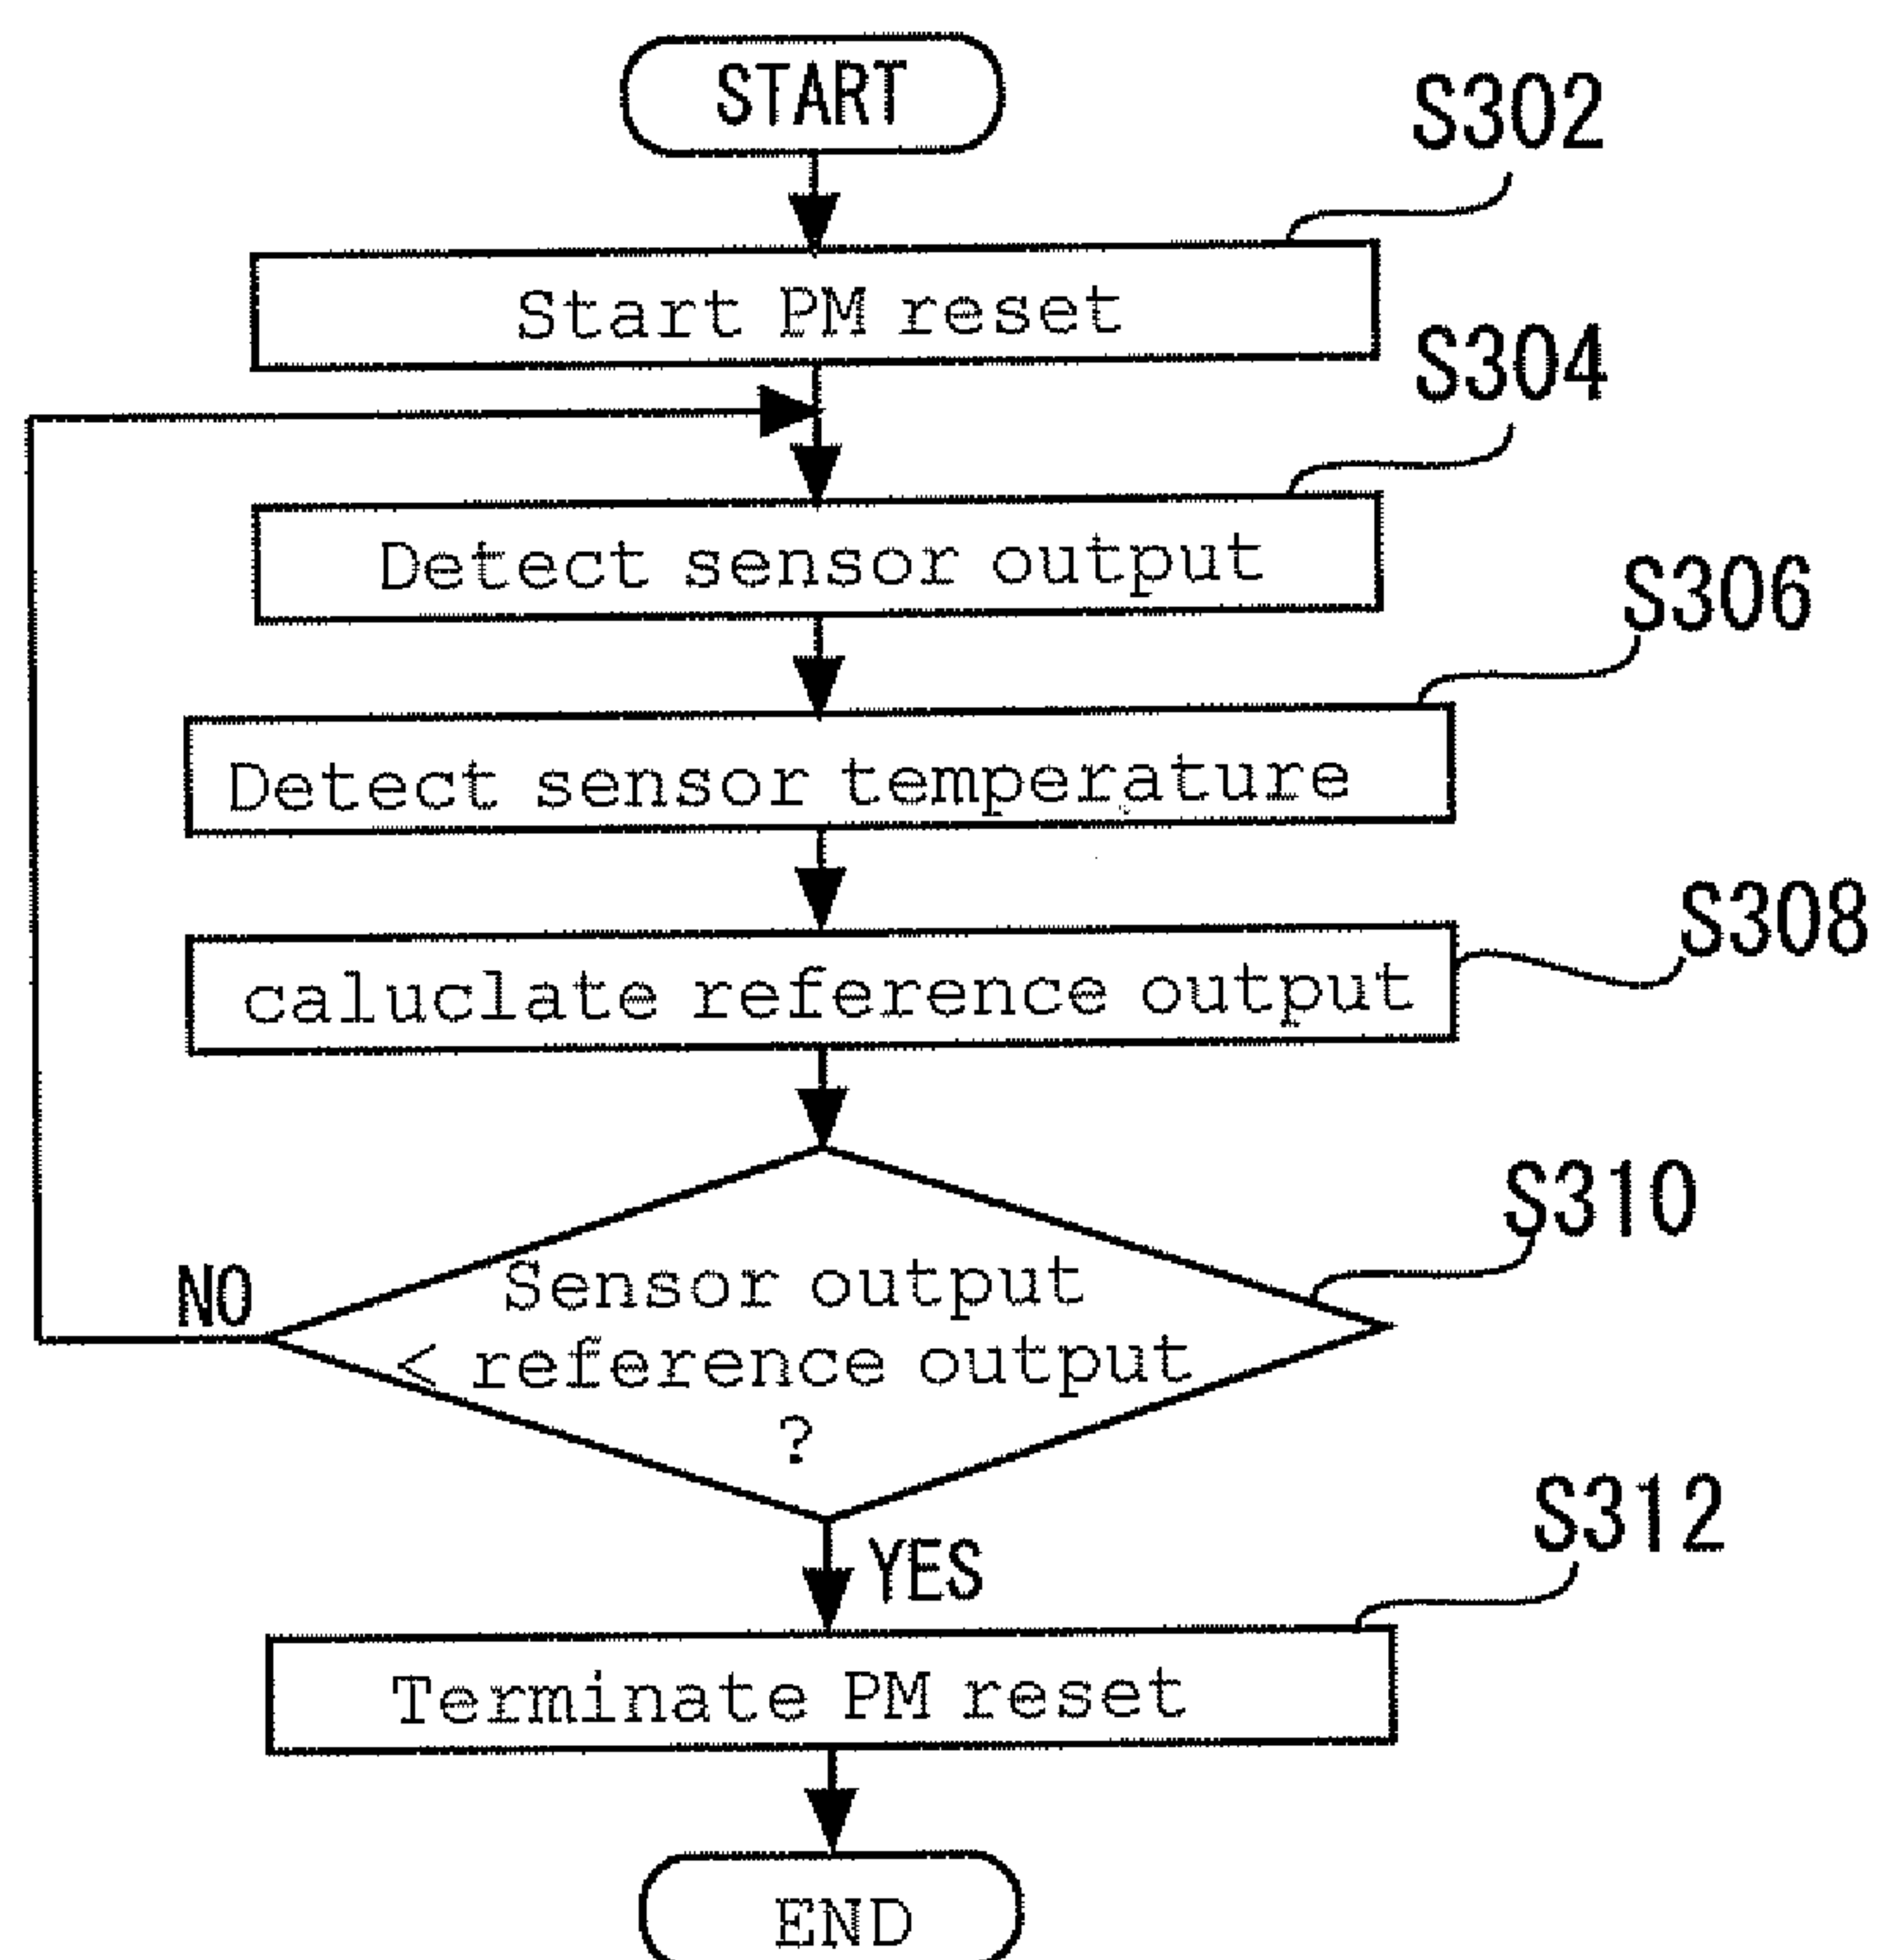 START
S302
Start PM reset
S304
Detect sensor output
S306
Detect sensor temperature
S308
caluclate reference output
S310
NO
Sensor output
< reference output
?
YES
S312
Terminate PM reset
END